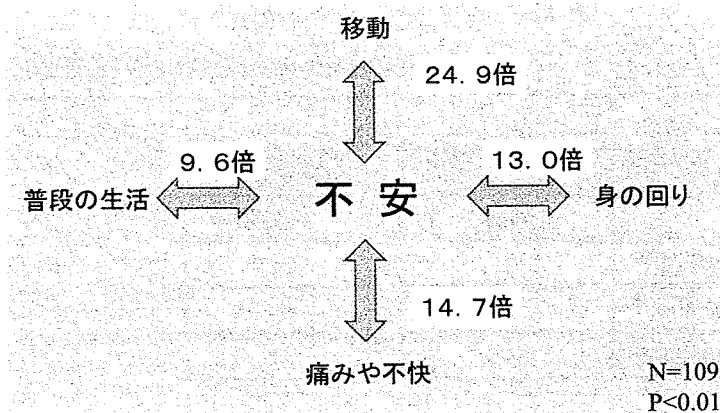 移動
24.9倍
9.6倍
13.0倍
普段の生活
不安
身の回り
14.7倍
痛みや不快
N=109
P<0.01